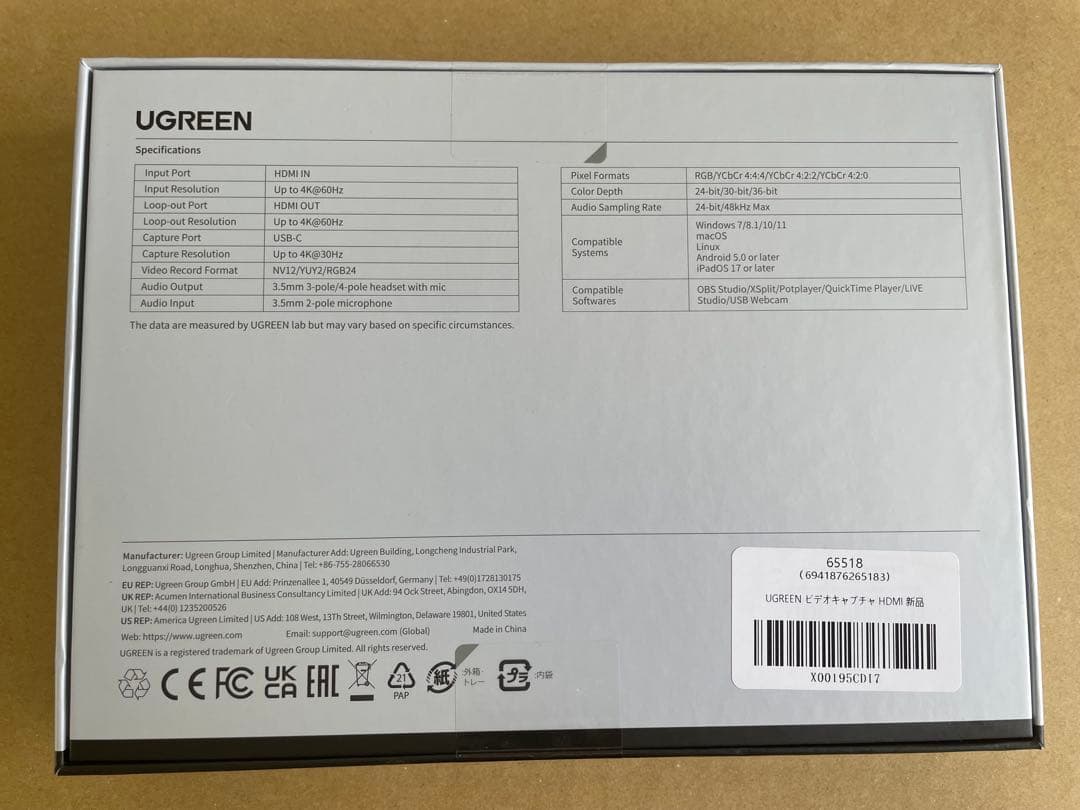 UGREEN
Specifications
Input Port HDMI IN
Input Resolution Up to 4K@60Hz
Loop-out Port HDMI OUT
Loop-out Resolution Up to 4K@60Hz
Capture Port USB-C
Capture Resolution Up to 4K@30Hz
Video Record Format NV12/YUY2/RGB24
Audio Output 3.5mm 3-pole/4-pole headset with mic
Audio Input 3.5mm 2-pole microphone
The data are measured by UGREEN lab but may vary based on specific circumstances.
Pixel Formats RGB/YCbCr 4:4:4/YCbCr 4:2:2/YCbCr 4:2:0
Color Depth 24-bit/30-bit/36-bit
Audio Sampling Rate 24-bit/48kHz Max
Compatible
Systems
Windows 7/8.1/10/11
macOS
Linux
Android 5.0 or later
iPadOS 17 or later
Compatible
Softwares
OBS Studio/XSplit/Potplayer/QuickTime Player/LIVE
Studio/USB Webcam
Manufacturer: Ugreen Group Limited | Manufacturer Add: Ugreen Building, Longcheng Industrial Park,
Longguanxi Road, Longhua, Shenzhen, China | Tel: +86-755-28066530
EU REP: Ugreen Group GmbH | EU Add: Prinzenallee 1, 40549 Düsseldorf, Germany | Tel: +49(0)1728130175
UK REP: Acumen International Business Consultancy Limited | UK Add: 94 Ock Street, Abingdon, OX14 5DH,
UK | Tel: +44(0) 1235200526
US REP: America Ugreen Limited | US Add: 108 West, 13Th Street, Wilmington, Delaware 19801, United States
Web: https://www.ugreen.com Email: support@ugreen.com (Global) Made in China
UGREEN is a registered trademark of Ugreen Group Limited. All rights reserved.
CE FC UK CA EAC 21 PAP 紙 :外箱・トレー プラ :内袋
65518
(6941876265183)
UGREEN ビデオキャプチャ HDMI 新品
X00195CDI7